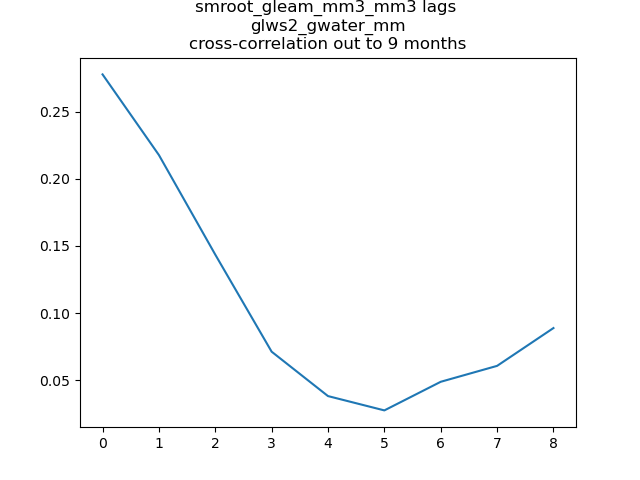 smroot_gleam_mm3_mm3 lags
glws2_gwater_mm
cross-correlation out to 9 months
0.25
0.20
0.15
0.10
0.05
0 1 2 3 4 5 6 7 8